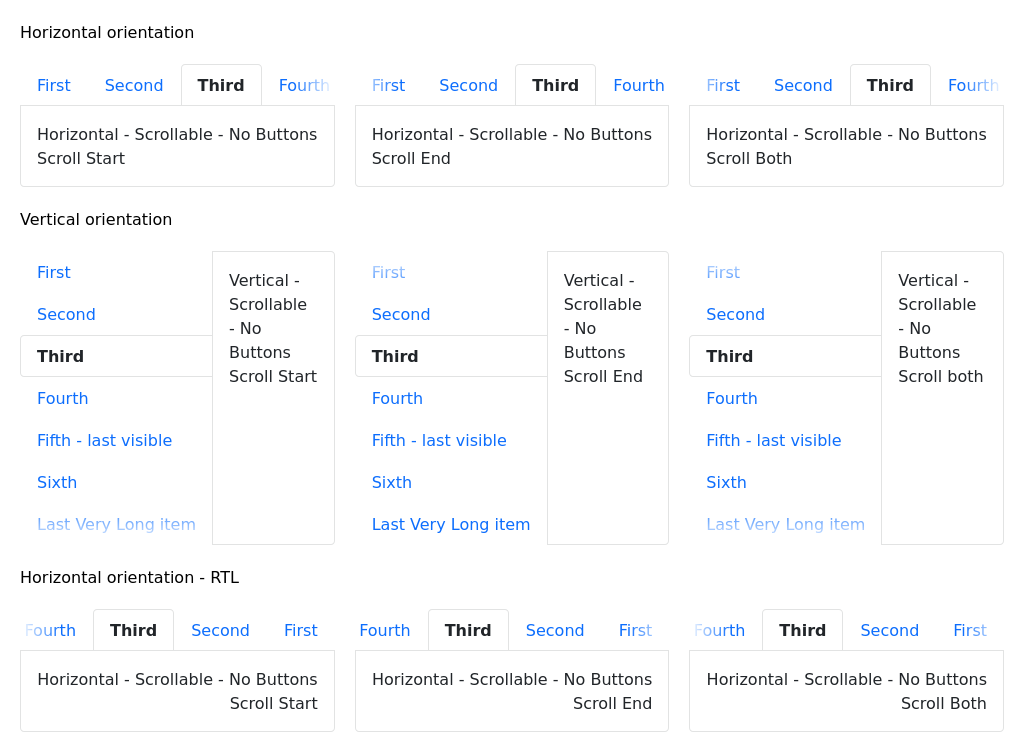 Horizontal orientation
First Second Third Fourth First Second Third Fourth First Second Third Fourth
Horizontal - Scrollable - No Buttons
Scroll Start
Horizontal - Scrollable - No Buttons
Scroll End
Horizontal - Scrollable - No Buttons
Scroll Both
Vertical orientation
First
Second
Third
Fourth
Fifth - last visible
Sixth
Last Very Long item
Vertical -
Scrollable
- No
Buttons
Scroll Start
First
Second
Third
Fourth
Fifth - last visible
Sixth
Last Very Long item
Vertical -
Scrollable
- No
Buttons
Scroll End
First
Second
Third
Fourth
Fifth - last visible
Sixth
Last Very Long item
Vertical -
Scrollable
- No
Buttons
Scroll both
Horizontal orientation - RTL
Fourth Third Second First Fourth Third Second First Fourth Third Second First
Horizontal - Scrollable - No Buttons
Scroll Start
Horizontal - Scrollable - No Buttons
Scroll End
Horizontal - Scrollable - No Buttons
Scroll Both